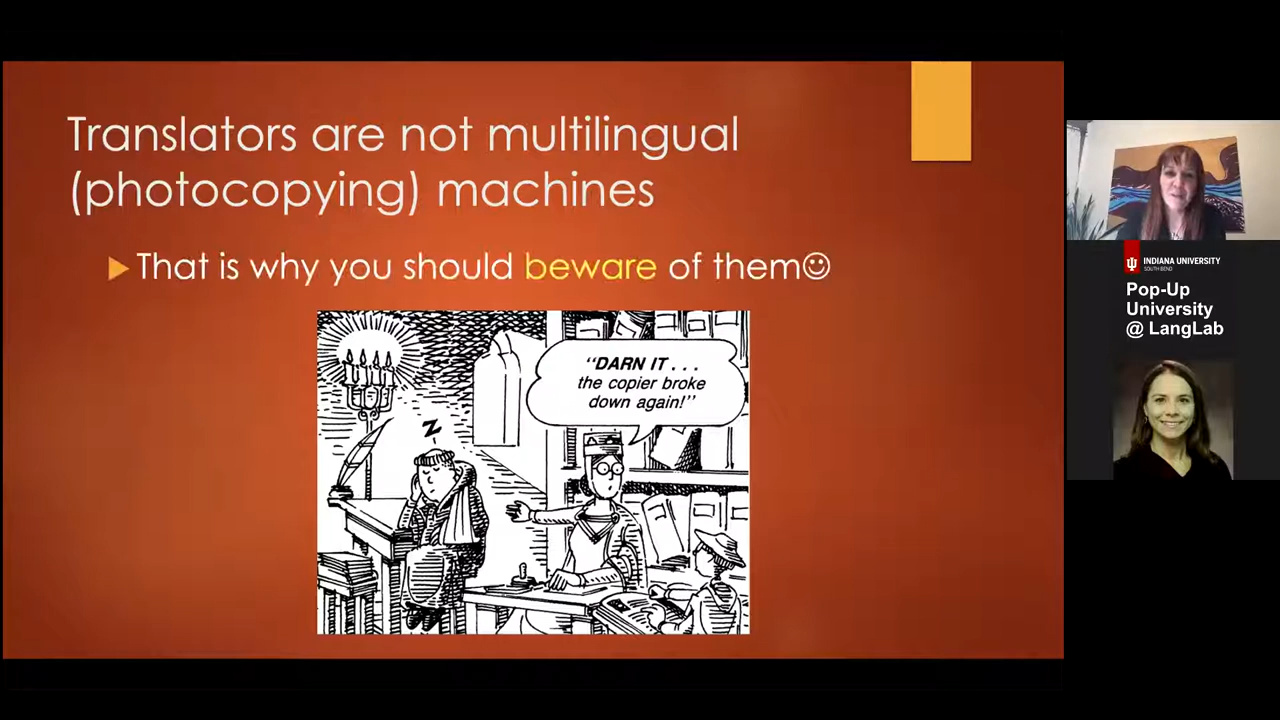 Translators are not multilingual
(photocopying) machines
That is why you should beware of them☺
"DARN IT . . .
the copier broke
down again!"
Z
INDIANA UNIVERSITY
SOUTH BEND
Pop-Up
University
@ LangLab